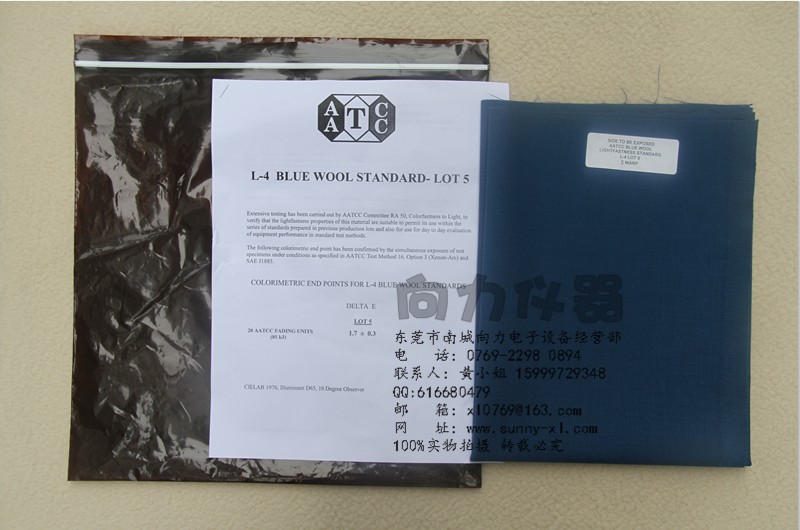 AATCC
L-4 BLUE WOOL STANDARD- LOT 5
Extensive testing has been carried out by AATCC Committee RA 50, Colorfastness to Light, to
verify that the lightfastness properties of this material are suitable to permit its use within the
series of standards prepared in previous production lots and also for use for day to day evaluation
of equipment performance in standard test methods.
The following colorimetric end point has been confirmed by the simultaneous exposure of test
specimens under conditions as specified in AATCC Test Method 16, Option 3 (Xenon-Arc) and
SAE J1885.
COLORIMETRIC END POINTS FOR L-4 BLUE WOOL STANDARDS
DELTA E
LOT 5
20 AATCC FADING UNITS 1.7 ± 0.3
(85 kJ)
CIELAB 1976, Illuminant D65, 10 Degree Observer
SIDE TO BE EXPOSED
AATCC BLUE WOOL
LIGHTFASTNESS STANDARD
L-4 LOT 5
向力仪器
东莞市南城向力电子设备经营部
电 话: 0769-2298 0894
联系人: 黄小姐 15999729348
QQ:616680479
邮 箱: xl0769@163.com
网 址: www.sunny-xl.com
100%实物拍摄 转载必究